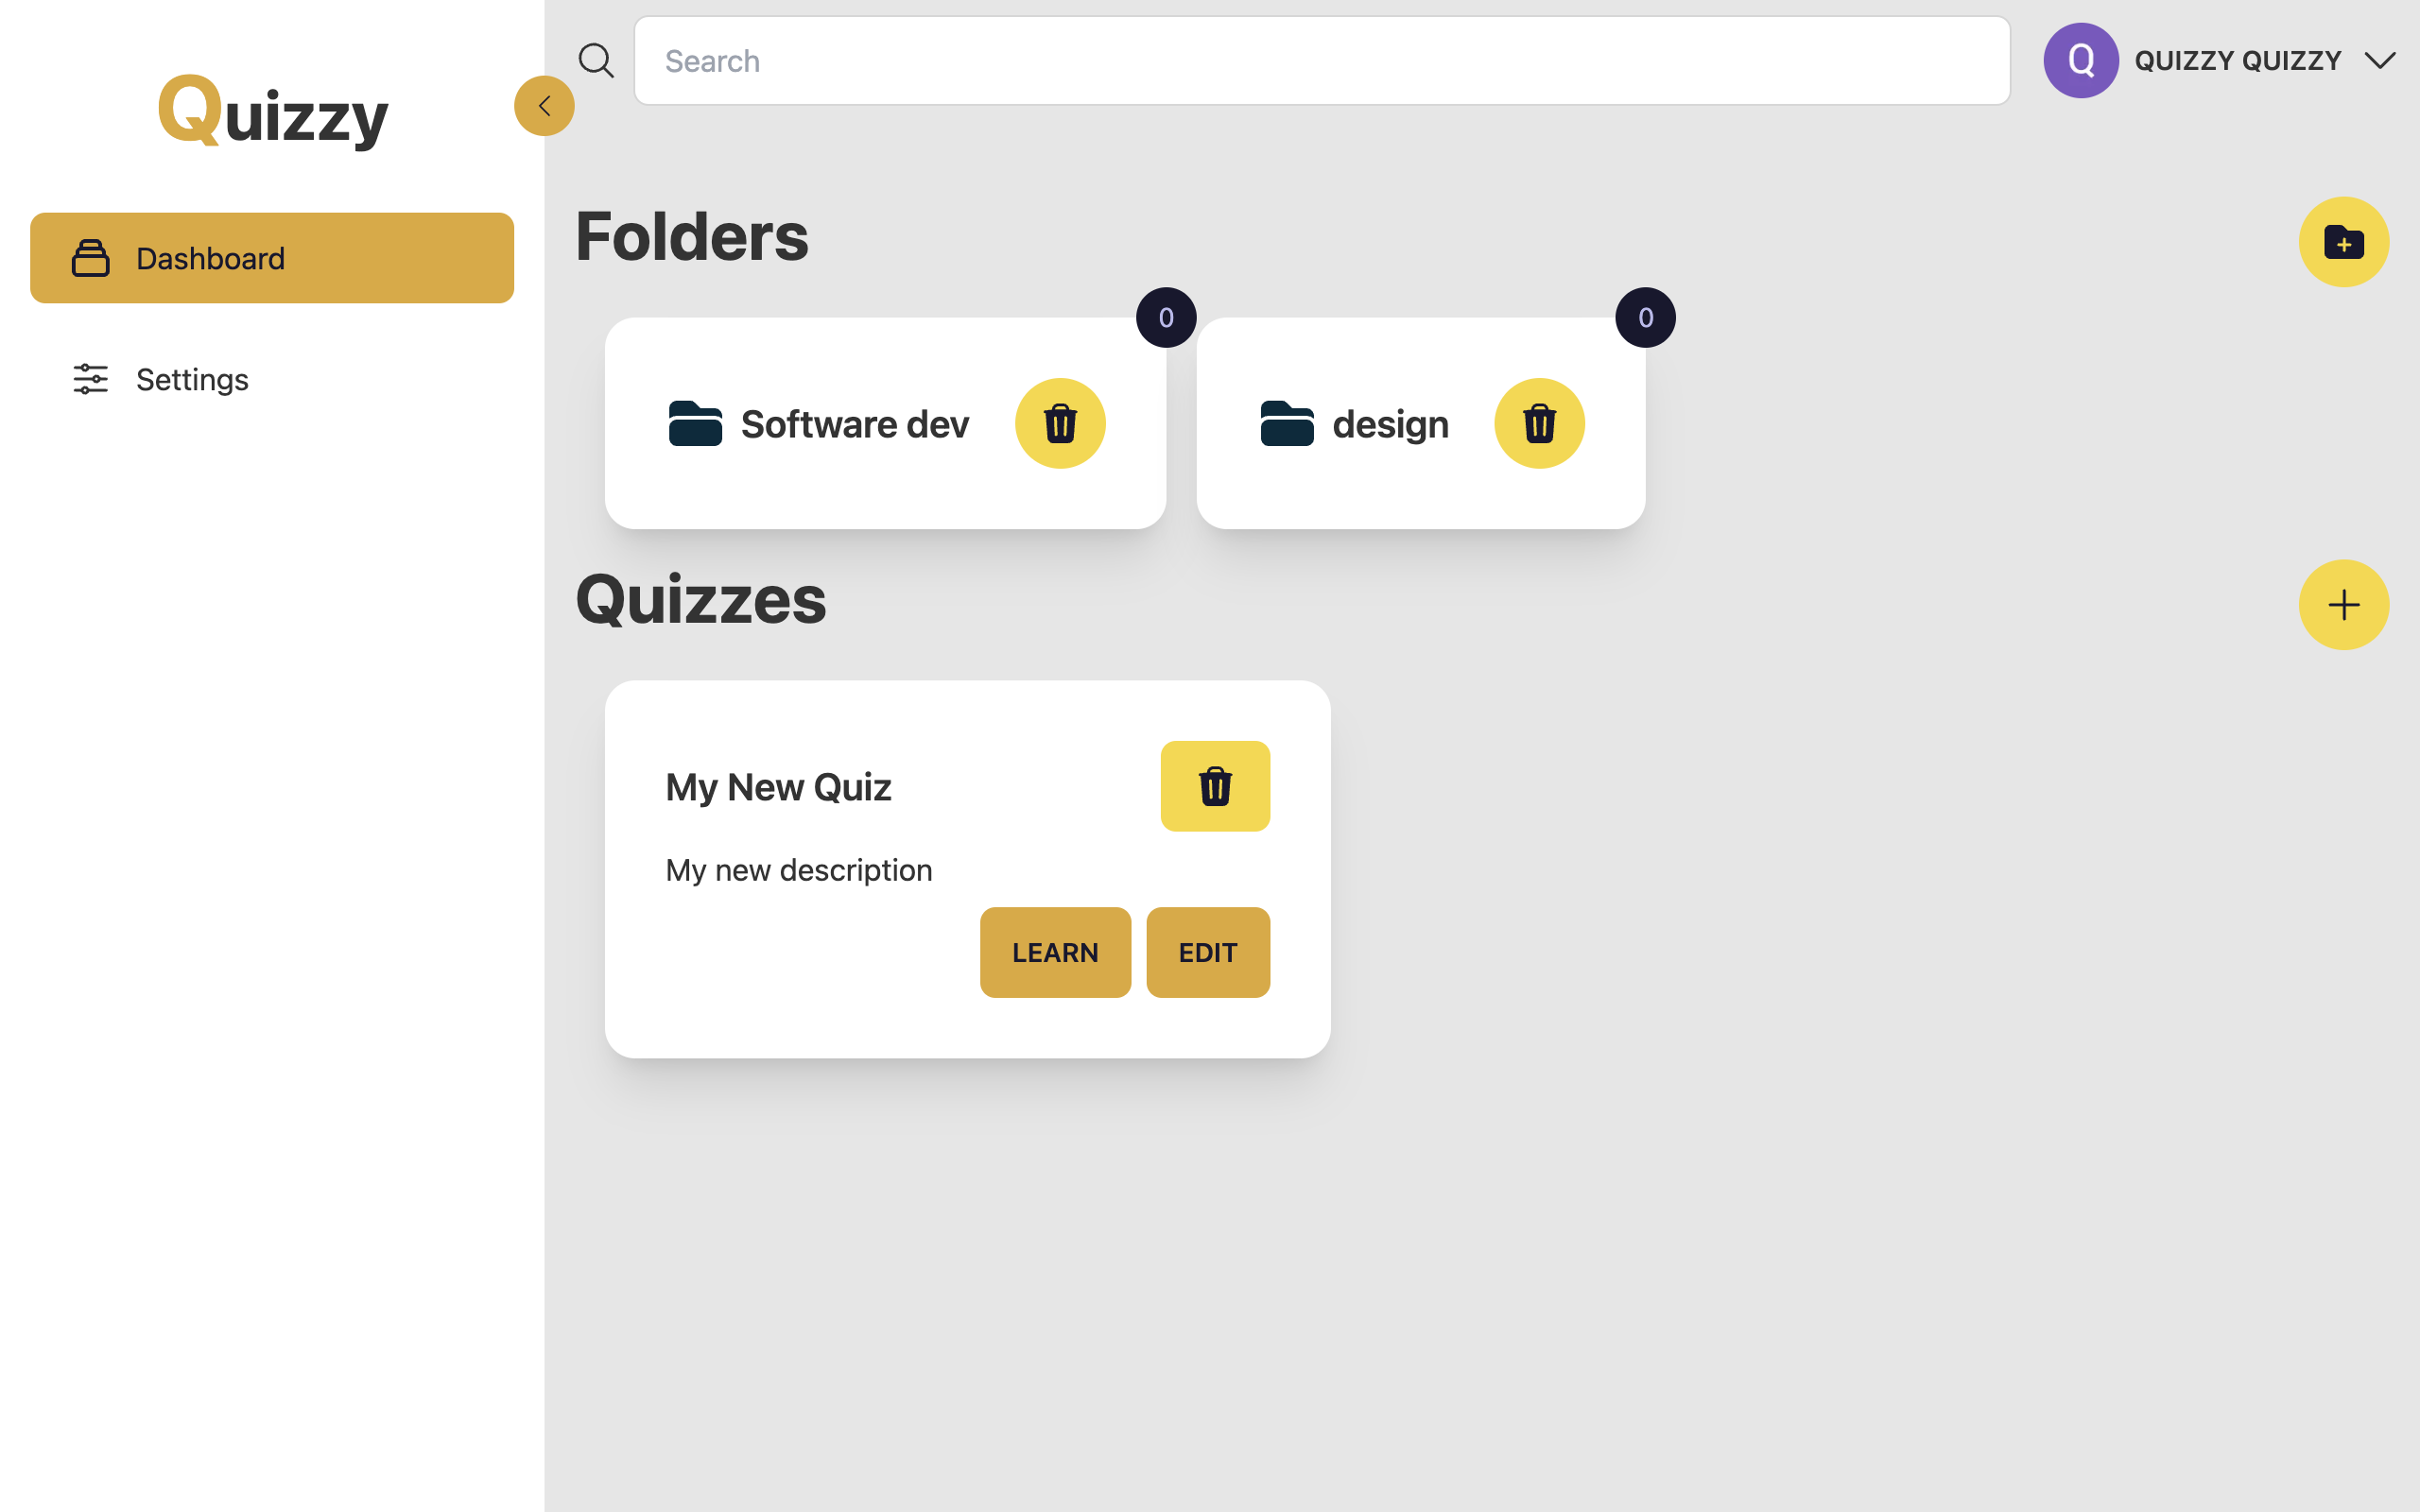 Quizzy
Dashboard
Settings
Search
Q
QUIZZY QUIZZY
Folders
0
0
Software dev
design
Quizzes
My New Quiz
My new description
LEARN
EDIT